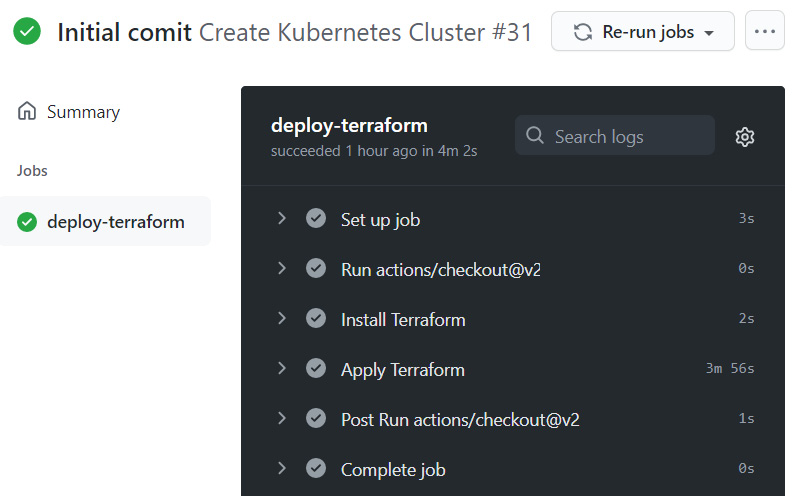 Initial comit Create Kubernetes Cluster #31
Re-run jobs
Summary
Jobs
deploy-terraform
deploy-terraform
succeeded 1 hour ago in 4m 2s
Search logs
Set up job 3s
Run actions/checkout@v2 0s
Install Terraform 2s
Apply Terraform 3m 56s
Post Run actions/checkout@v2 1s
Complete job 0s